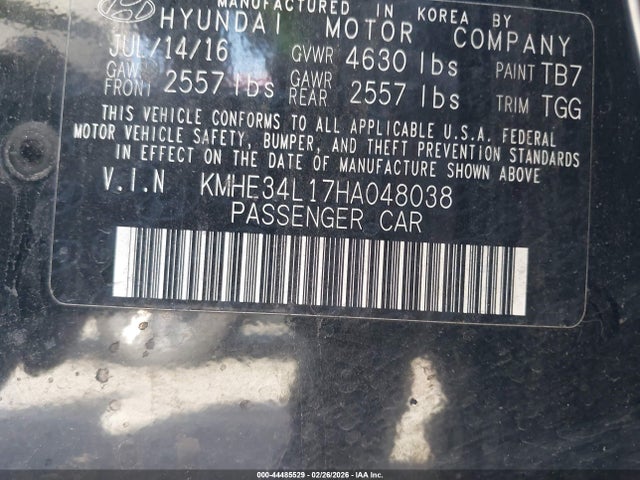 MANUFACTURED IN KOREA BY
HYUNDAI MOTOR COMPANY
JUL/14/16 GVWR 4630 lbs PAINT TB7
GAWR FRONT 2557 lbs GAWR REAR 2557 lbs TRIM TGG
THIS VEHICLE CONFORMS TO ALL APPLICABLE U.S.A. FEDERAL
MOTOR VEHICLE SAFETY, BUMPER, AND THEFT PREVENTION STANDARDS
IN EFFECT ON THE DATE OF MANUFACTURE SHOWN ABOVE.
V.I.N KMHE34L17HA048038
PASSENGER CAR
000-44485529 - 02/26/2026 - IAA Inc.